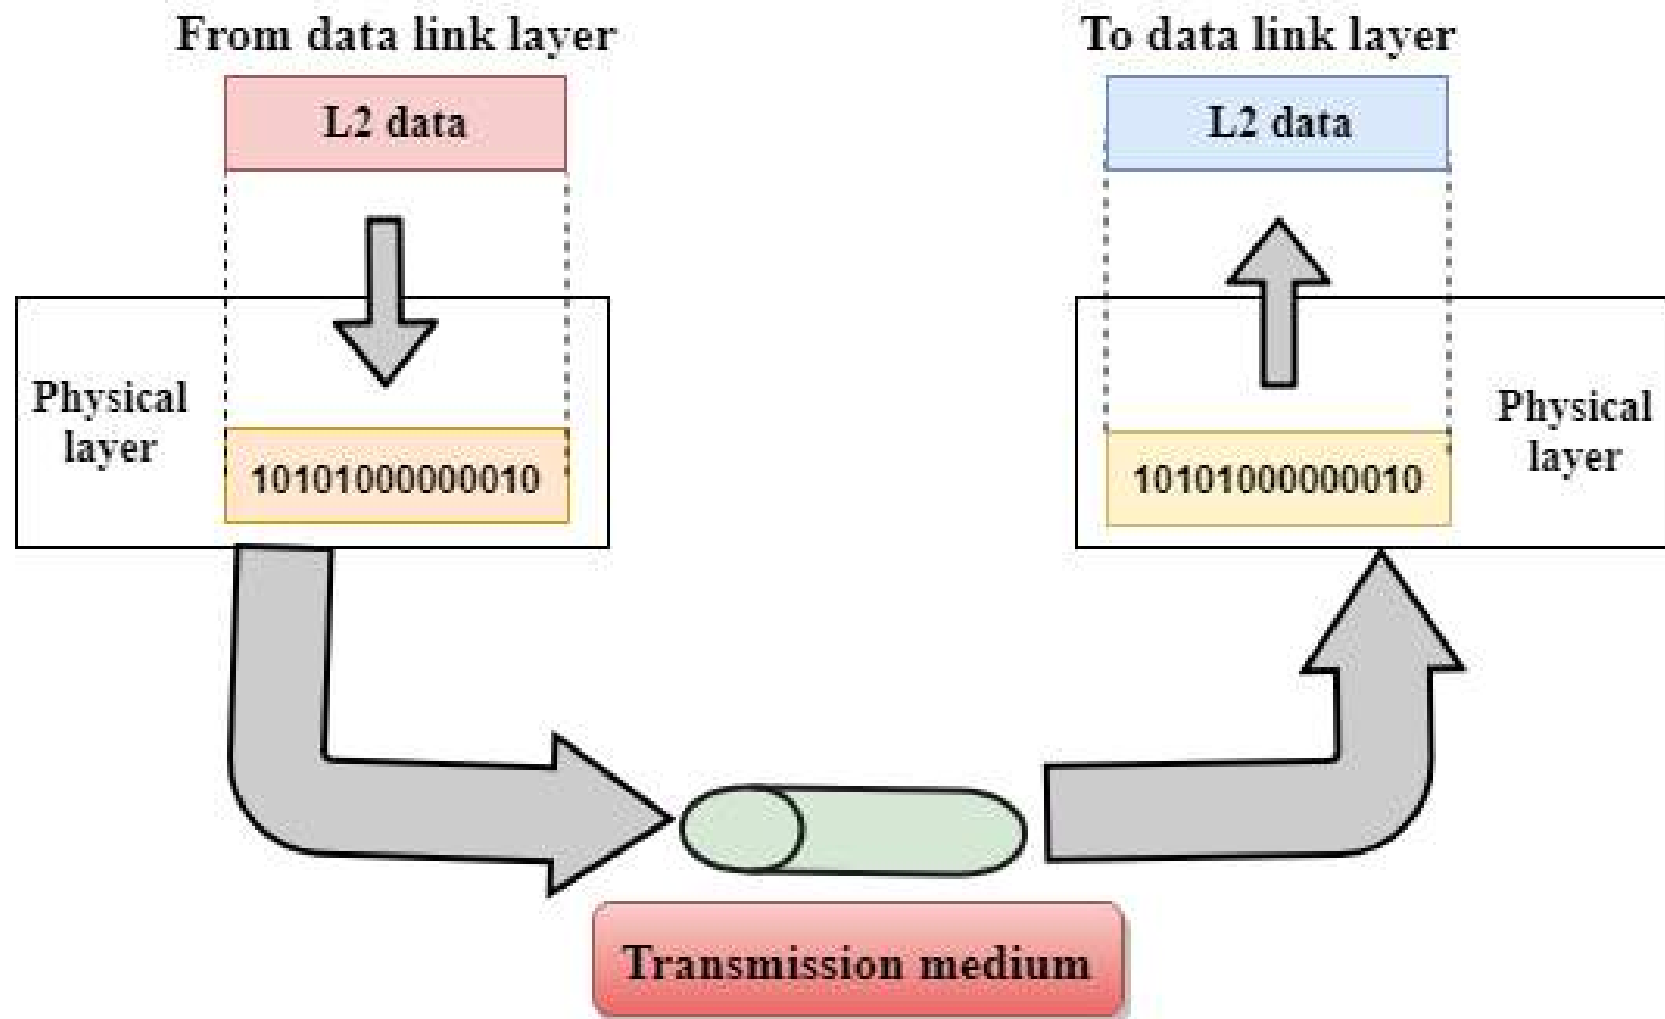 From data link layer
To data link layer
L2 data
L2 data
Physical
layer
10101000000010
10101000000010
Physical
layer
Transmission medium